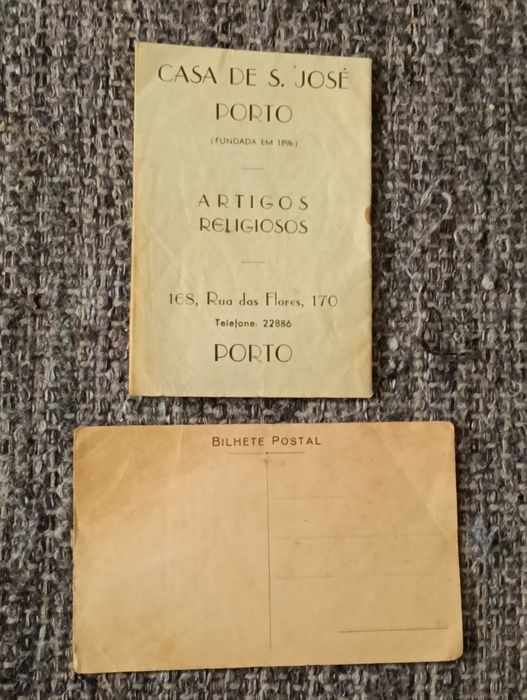 CASA DE S. JOSÉ
PORTO
(FUNDADA EM 1896)
ARTIGOS
RELIGIOSOS
168, Rua das Flores, 170
Telefone: 22886
PORTO
BILHETE POSTAL